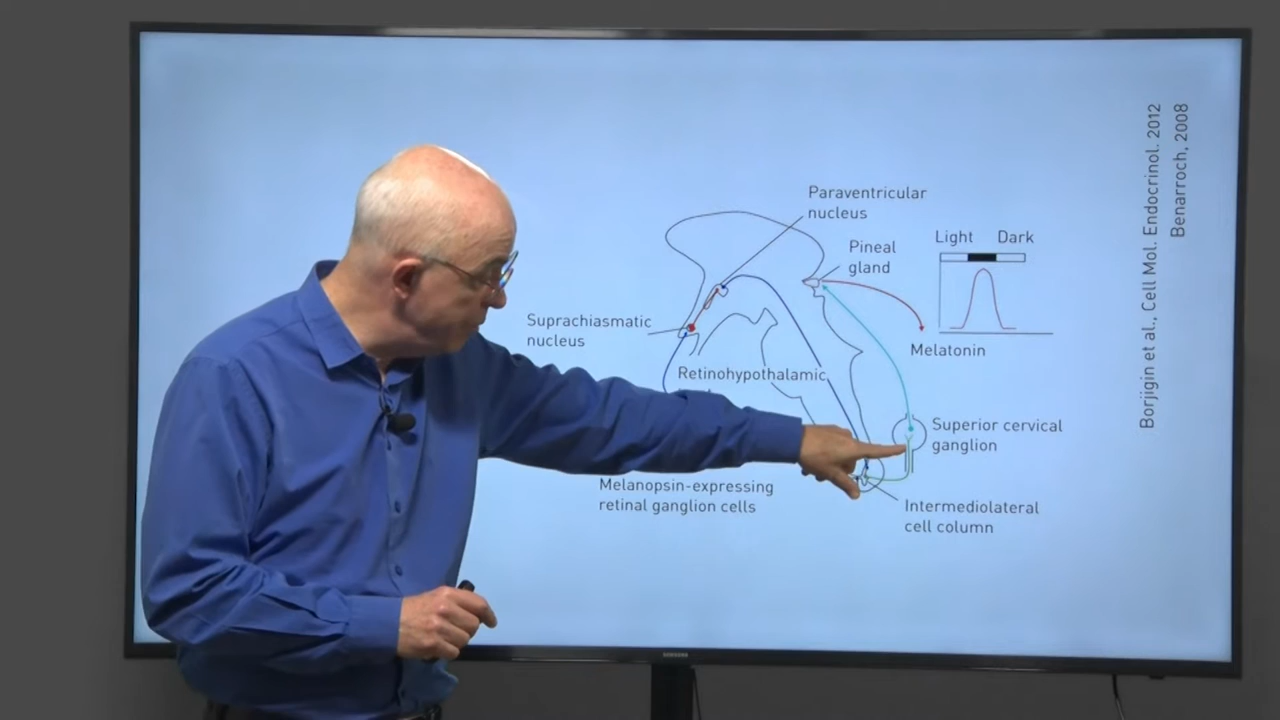 Paraventricular
nucleus
Pineal
gland
Light Dark
Suprachiasmatic
nucleus
Melatonin
Retinohypothalamic
Superior cervical
ganglion
Melanopsin-expressing
retinal ganglion cells
Intermediolateral
cell column
Borjigin et al., Cell Mol. Endocrinol. 2012
Benarroch, 2008
SAMSUNG